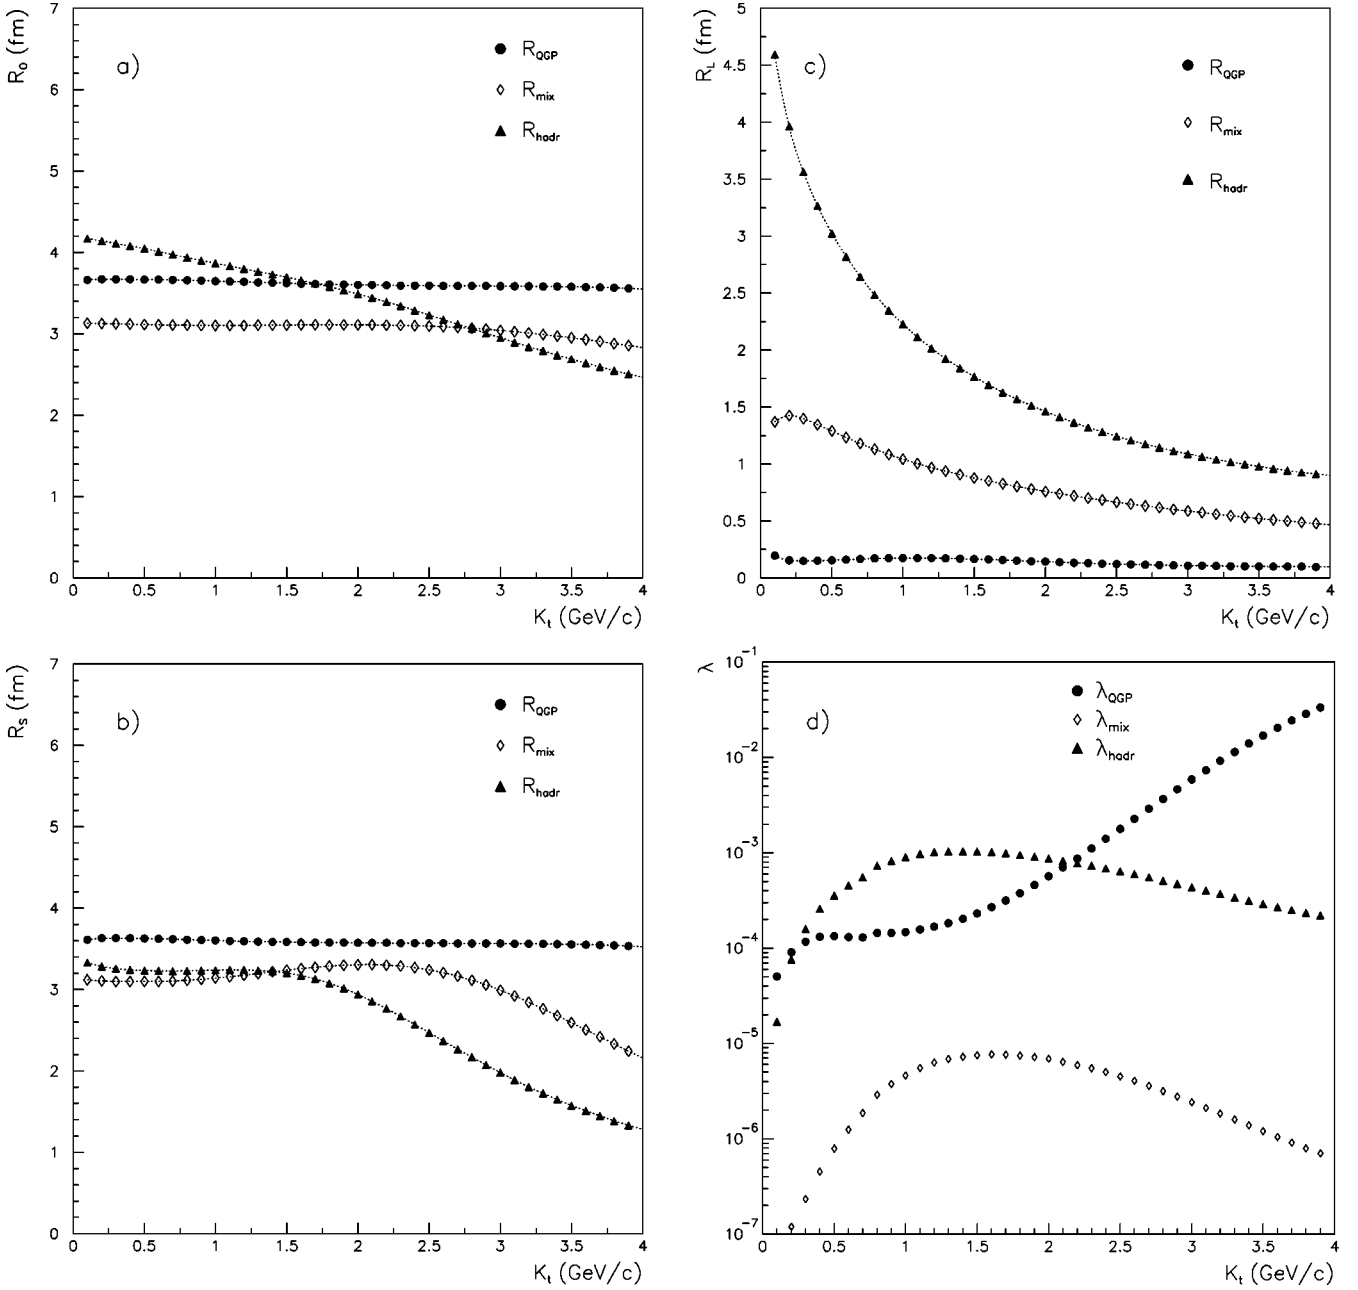 R₀ (fm)
7
6
5
4
3
2
1
0
a)
R_QGP
R_mix
R_hadr
0 0.5 1 1.5 2 2.5 3 3.5 4
K_t (GeV/c)
R_L (fm)
5
4.5
4
3.5
3
2.5
2
1.5
1
0.5
0
c)
R_QGP
R_mix
R_hadr
0 0.5 1 1.5 2 2.5 3 3.5 4
K_t (GeV/c)
R_S (fm)
7
6
5
4
3
2
1
0
b)
R_QGP
R_mix
R_hadr
0 0.5 1 1.5 2 2.5 3 3.5 4
K_t (GeV/c)
λ
10⁻¹
10⁻²
10⁻³
10⁻⁴
10⁻⁵
10⁻⁶
10⁻⁷
d)
λ_QGP
λ_mix
λ_hadr
0 0.5 1 1.5 2 2.5 3 3.5 4
K_t (GeV/c)